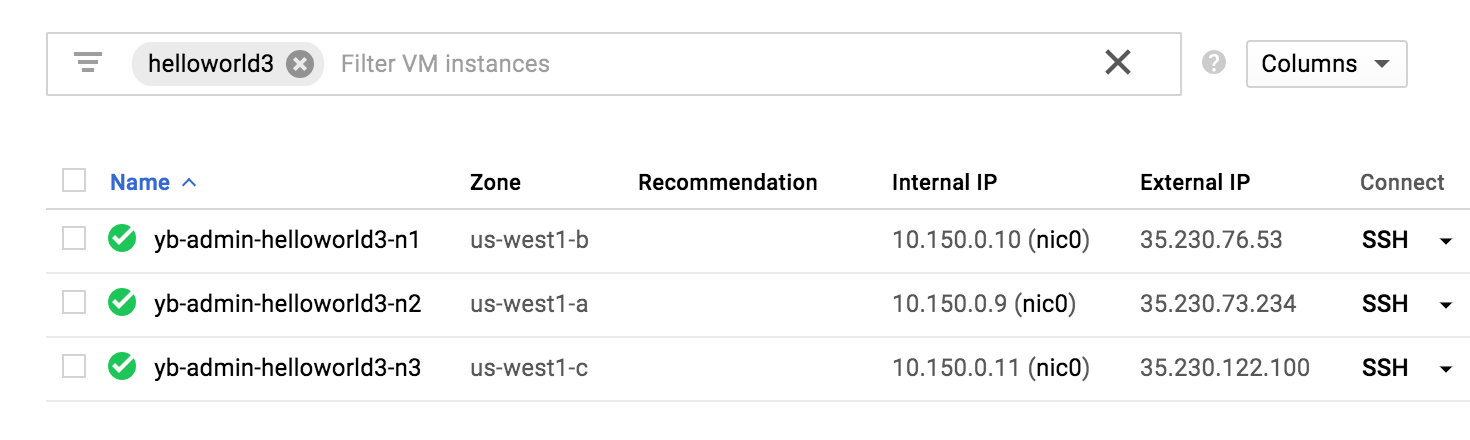 helloworld3 Filter VM instances ? Columns
Name Zone Recommendation Internal IP External IP Connect
yb-admin-helloworld3-n1 us-west1-b 10.150.0.10 (nic0) 35.230.76.53 SSH
yb-admin-helloworld3-n2 us-west1-a 10.150.0.9 (nic0) 35.230.73.234 SSH
yb-admin-helloworld3-n3 us-west1-c 10.150.0.11 (nic0) 35.230.122.100 SSH